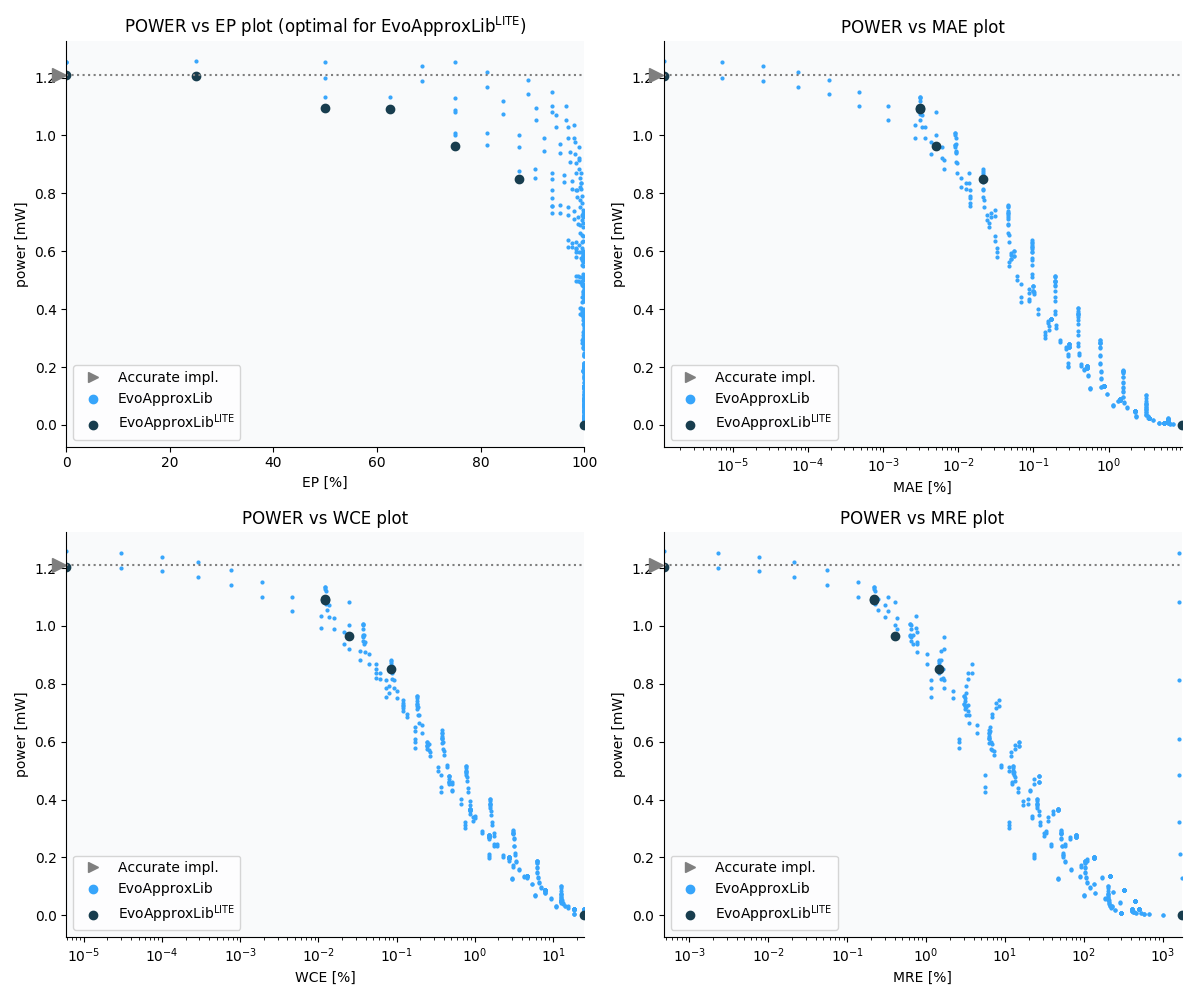 POWER vs EP plot (optimal for EvoApproxLib^LITE)
power [mW]
1.2
1.0
0.8
0.6
0.4
0.2
0.0
Accurate impl.
EvoApproxLib
EvoApproxLib^LITE
0 20 40 60 80 100
EP [%]
POWER vs MAE plot
power [mW]
1.2
1.0
0.8
0.6
0.4
0.2
0.0
Accurate impl.
EvoApproxLib
EvoApproxLib^LITE
10^−5 10^−4 10^−3 10^−2 10^−1 10^0
MAE [%]
POWER vs WCE plot
power [mW]
1.2
1.0
0.8
0.6
0.4
0.2
0.0
Accurate impl.
EvoApproxLib
EvoApproxLib^LITE
10^−5 10^−4 10^−3 10^−2 10^−1 10^0 10^1
WCE [%]
POWER vs MRE plot
power [mW]
1.2
1.0
0.8
0.6
0.4
0.2
0.0
Accurate impl.
EvoApproxLib
EvoApproxLib^LITE
10^−3 10^−2 10^−1 10^0 10^1 10^2 10^3
MRE [%]